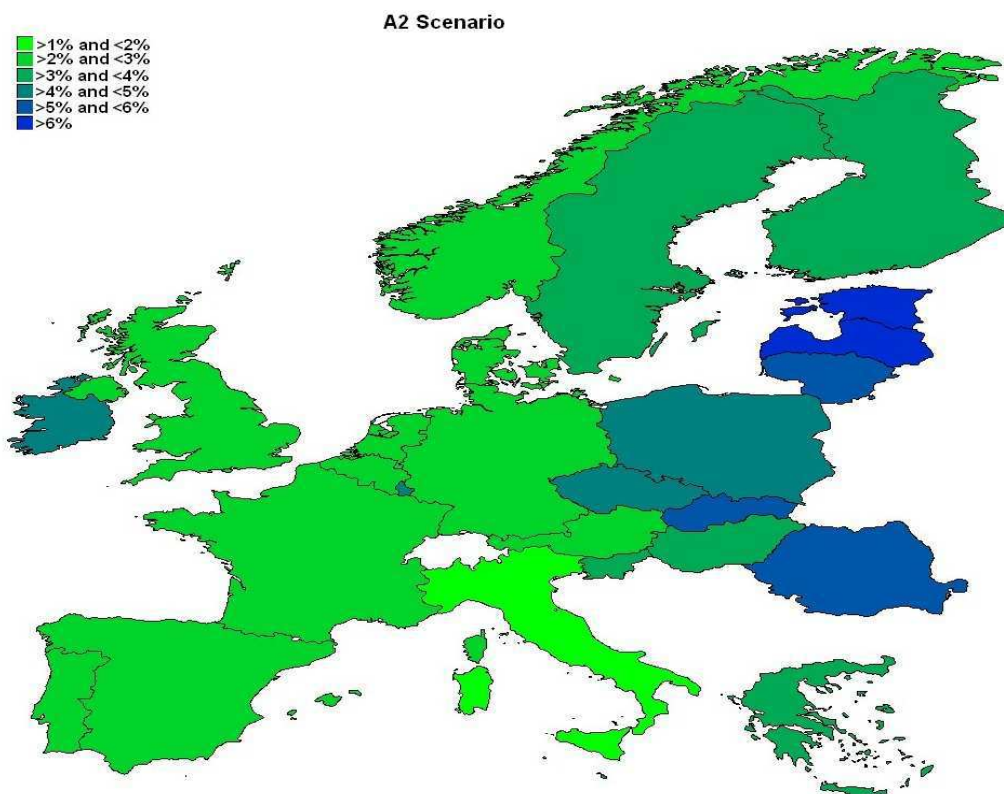 A2 Scenario
>1% and <2%
>2% and <3%
>3% and <4%
>4% and <5%
>5% and <6%
>6%